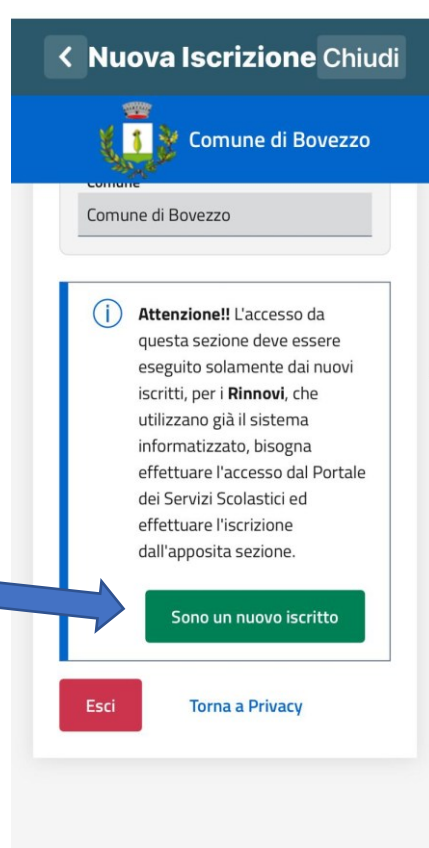 Nuova Iscrizione Chiudi
Comune di Bovezzo
Comune
Comune di Bovezzo
Attenzione!! L'accesso da
questa sezione deve essere
eseguito solamente dai nuovi
iscritti, per i Rinnovi, che
utilizzano già il sistema
informatizzato, bisogna
effettuare l'accesso dal Portale
dei Servizi Scolastici ed
effettuare l'iscrizione
dall'apposita sezione.
Sono un nuovo iscritto
Esci Torna a Privacy